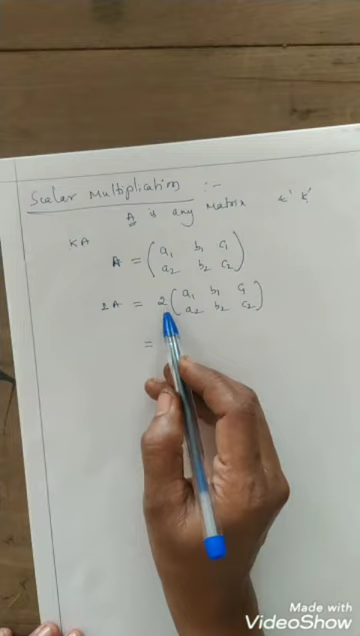 Scalar Multiplication :-
A is any Matrix 'K'
KA
A = ( a1 b1 c1
a2 b2 c2 )
2A = 2 ( a1 b1 c1
a2 b2 c2 )
=
Made with
VideoShow